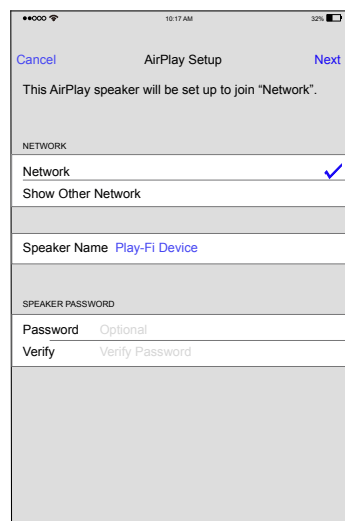 10:17 AM 32%
Cancel AirPlay Setup Next
This AirPlay speaker will be set up to join “Network”.
NETWORK
Network
Show Other Network
Speaker Name Play-Fi Device
SPEAKER PASSWORD
Password Optional
Verify Verify Password